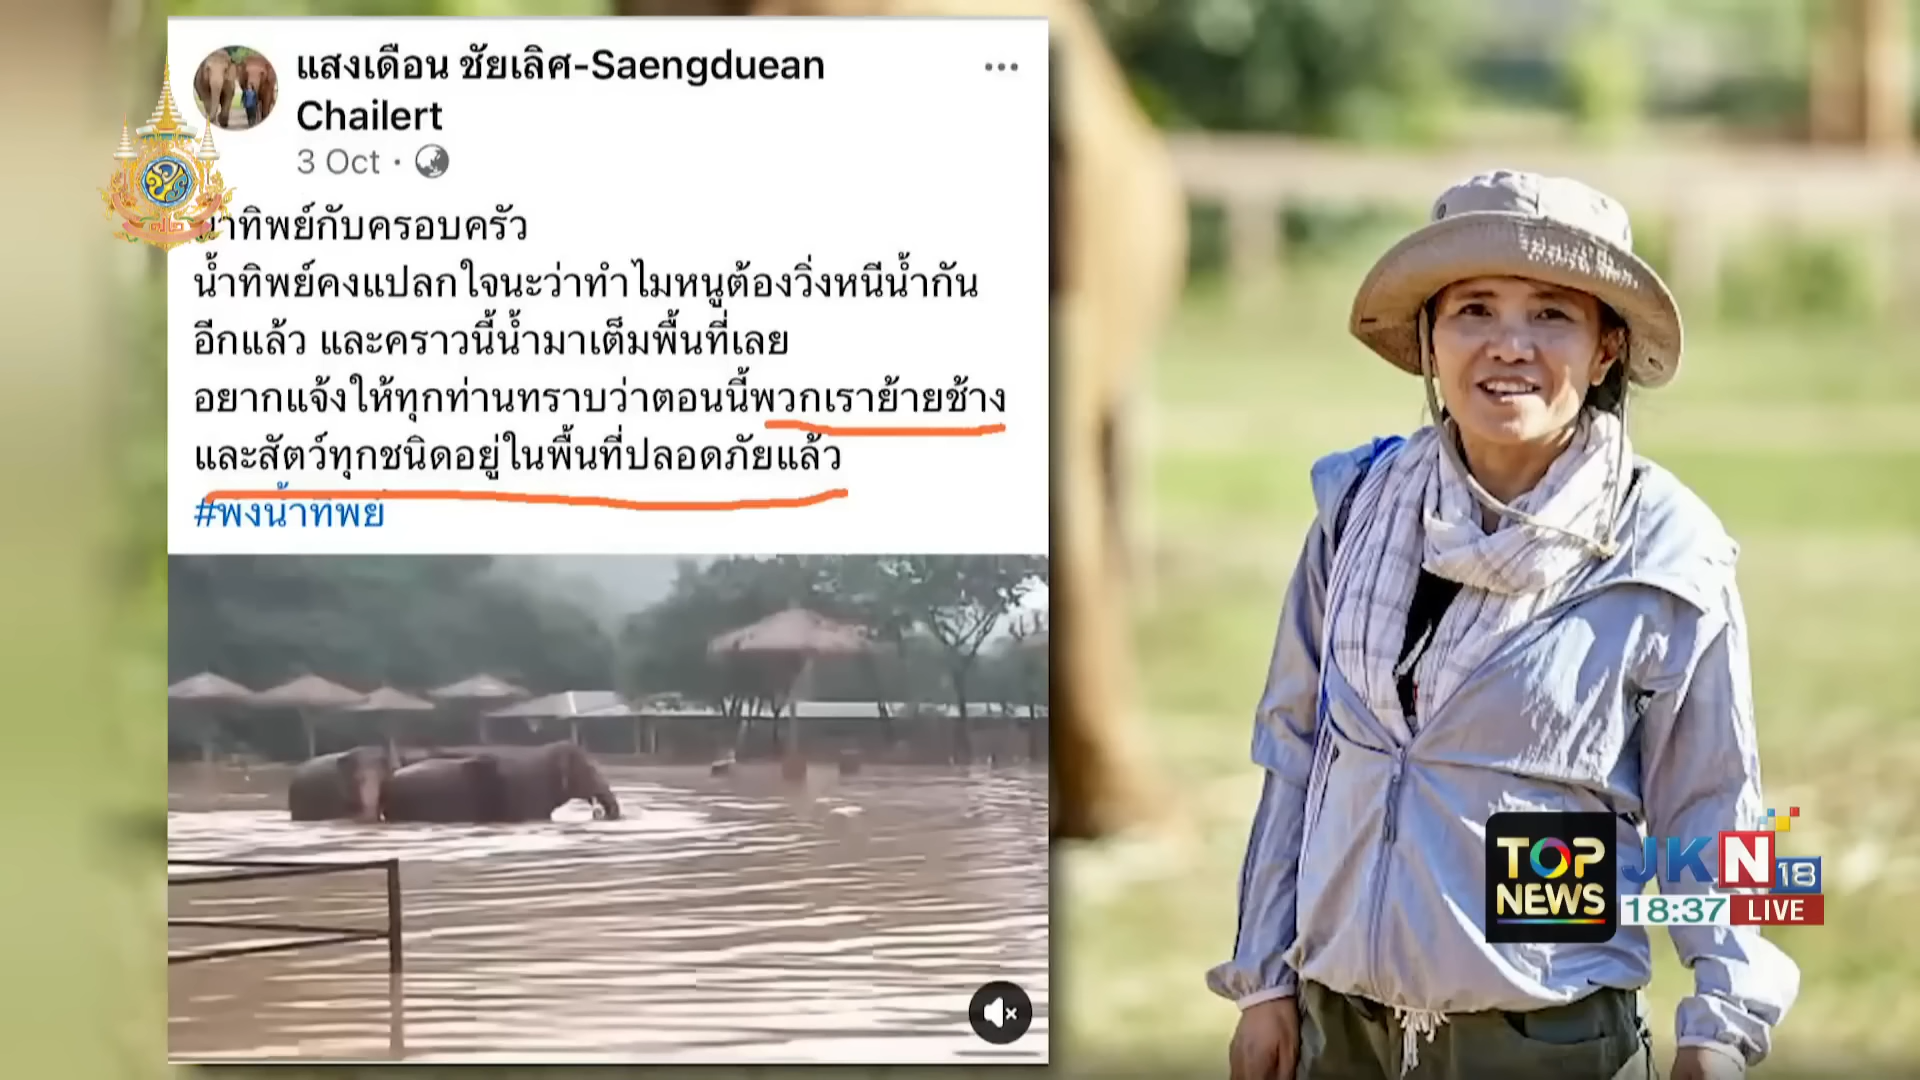 แสงเดือน ชัยเลิศ-Saengduean
Chailert
3 Oct
น้ำทิพย์กับครอบครัว
น้ำทิพย์คงแปลกใจนะว่าทำไมหนูต้องวิ่งหนีน้ำกัน
อีกแล้ว และคราวนี้น้ำมาเต็มพื้นที่เลย
อยากแจ้งให้ทุกท่านทราบว่าตอนนี้พวกเราย้ายช้าง
และสัตว์ทุกชนิดอยู่ในพื้นที่ปลอดภัยแล้ว
#พังน้ำทิพย์
TOP
NEWS
JKN18
18:37 LIVE